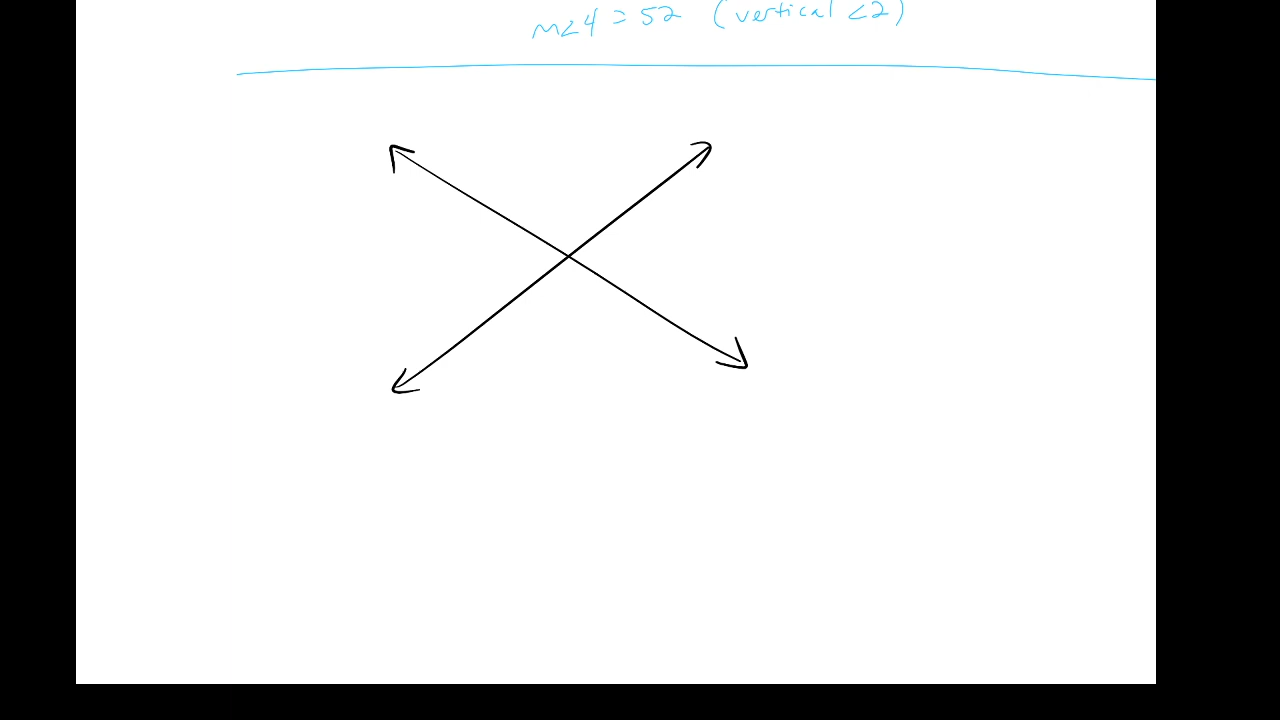 m∠4 = 52 (vertical ∠2)